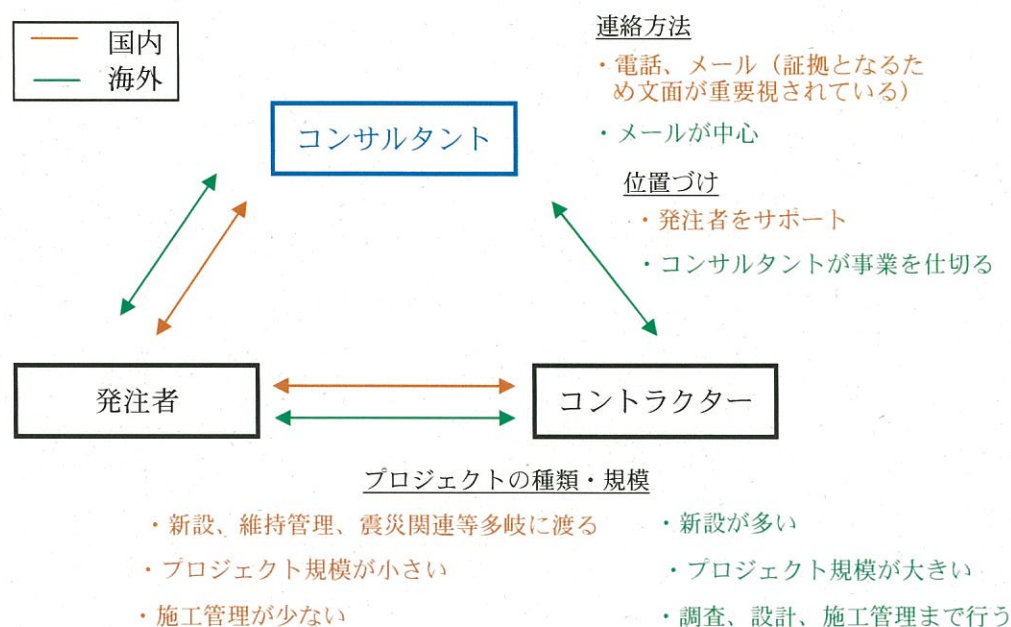 国内
海外
連絡方法
・電話、メール（証拠となるた
め文面が重要視されている）
・メールが中心
コンサルタント
位置づけ
・発注者をサポート
・コンサルタントが事業を仕切る
発注者
コントラクター
プロジェクトの種類・規模
・新設、維持管理、震災関連等多岐に渡る
・プロジェクト規模が小さい
・施工管理が少ない
・新設が多い
・プロジェクト規模が大きい
・調査、設計、施工管理まで行う